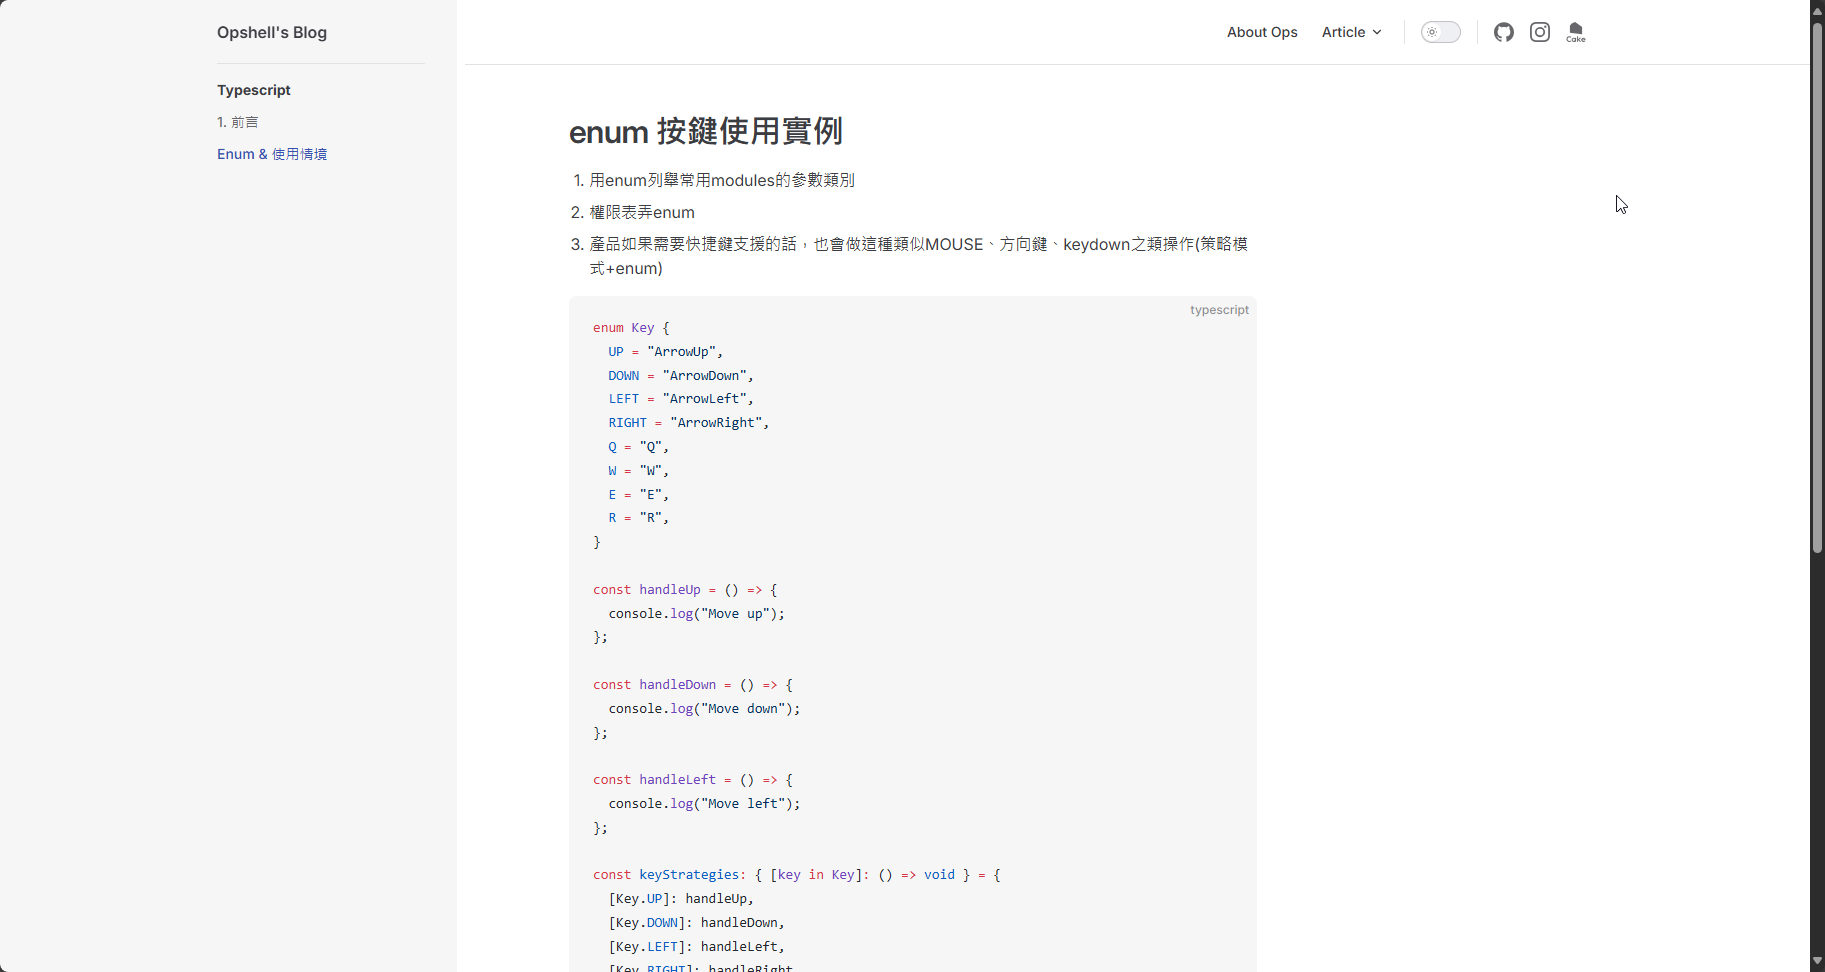 Opshell's Blog
About Ops
Article
Cake
Typescript
1. 前言
Enum & 使用情境
enum 按鍵使用實例
1. 用enum列舉常用modules的參數類別
2. 權限表弄enum
3. 產品如果需要快捷鍵支援的話，也會做這種類似MOUSE、方向鍵、keydown之類操作(策略模
式+enum)
typescript
enum Key {
  UP = "ArrowUp",
  DOWN = "ArrowDown",
  LEFT = "ArrowLeft",
  RIGHT = "ArrowRight",
  Q = "Q",
  W = "W",
  E = "E",
  R = "R",
}
const handleUp = () => {
  console.log("Move up");
};
const handleDown = () => {
  console.log("Move down");
};
const handleLeft = () => {
  console.log("Move left");
};
const keyStrategies: { [key in Key]: () => void } = {
  [Key.UP]: handleUp,
  [Key.DOWN]: handleDown,
  [Key.LEFT]: handleLeft,
  [Key.RIGHT]: handleRight